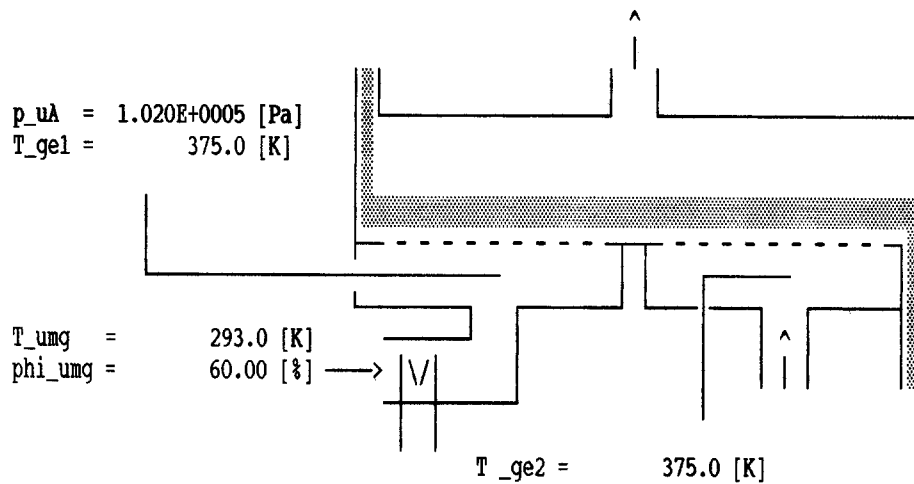 p_uA = 1.020E+0005 [Pa]
T_ge1 = 375.0 [K]
T_umg = 293.0 [K]
phi_umg = 60.00 [%]
T _ge2 = 375.0 [K]